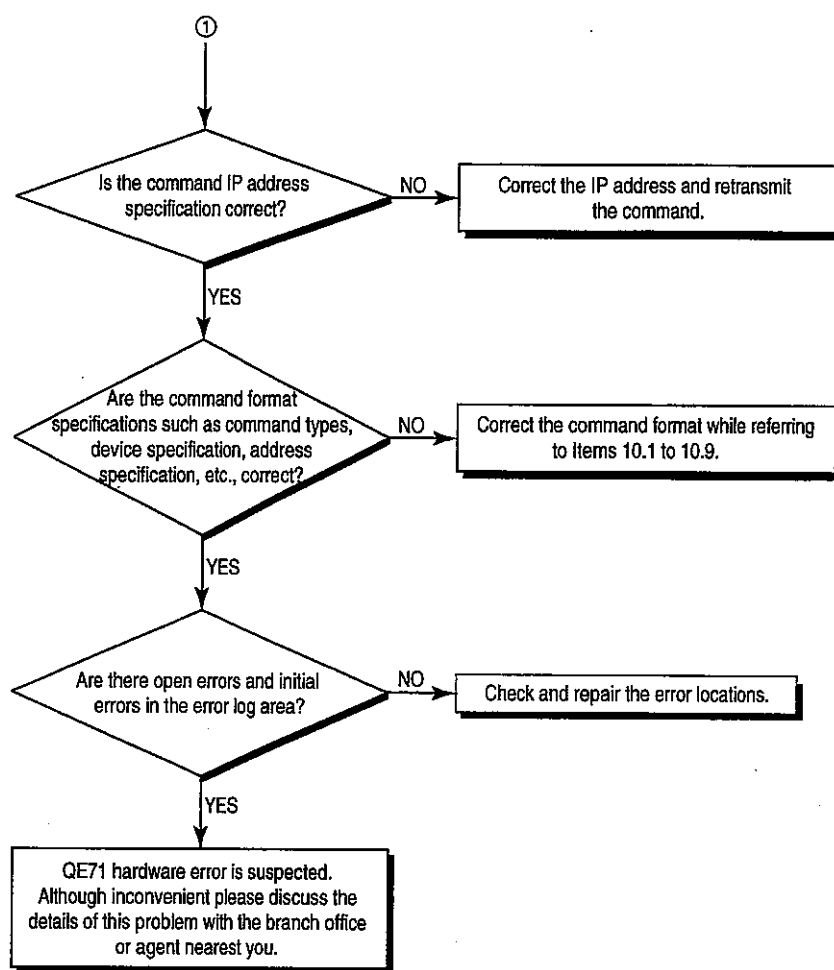 ①
Is the command IP address
specification correct?
NO
Correct the IP address and retransmit
the command.
YES
Are the command format
specifications such as command types,
device specification, address
specification, etc., correct?
NO
Correct the command format while referring
to Items 10.1 to 10.9.
YES
Are there open errors and initial
errors in the error log area?
NO
Check and repair the error locations.
YES
QE71 hardware error is suspected.
Although inconvenient please discuss the
details of this problem with the branch office
or agent nearest you.